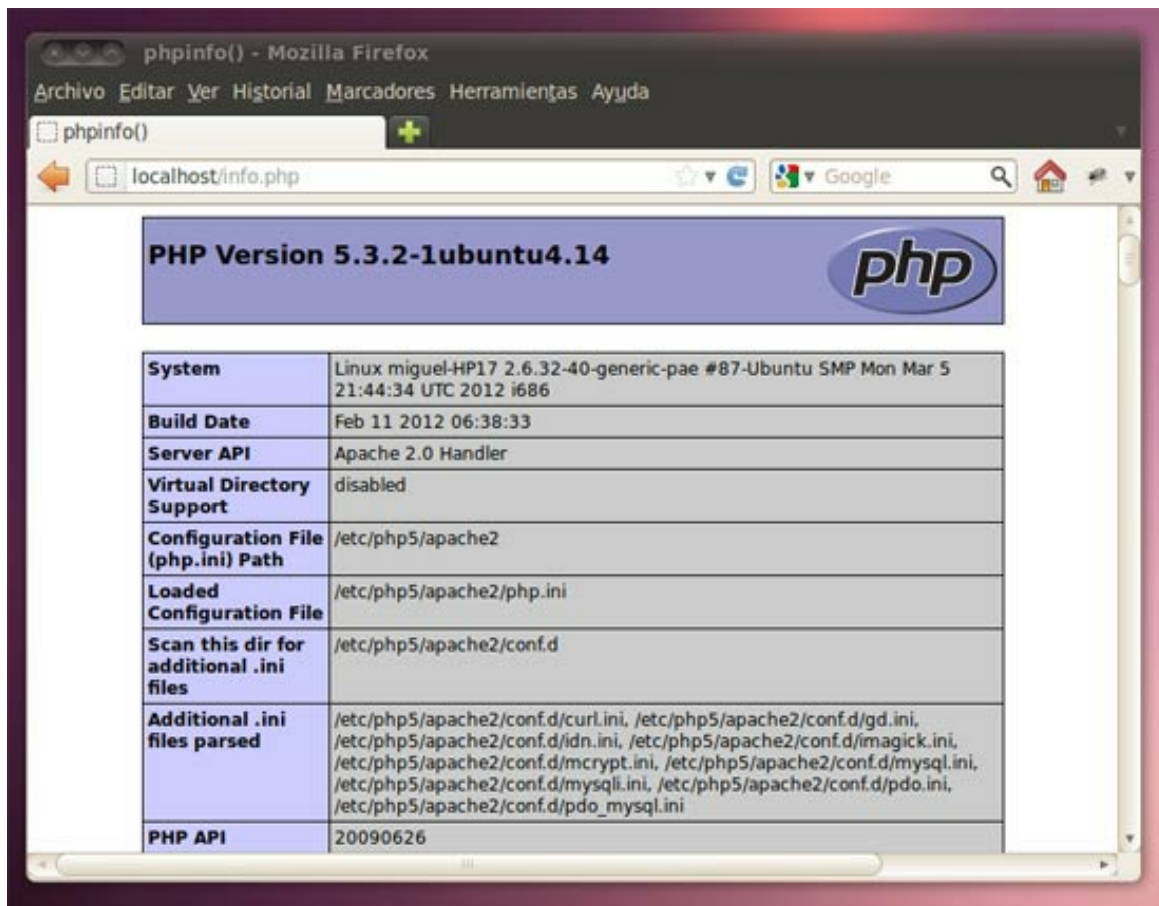 phpinfo() - Mozilla Firefox
Archivo Editar Ver Historial Marcadores Herramientas Ayuda
phpinfo()
localhost/info.php
Google
PHP Version 5.3.2-1ubuntu4.14
php
System
Linux miguel-HP17 2.6.32-40-generic-pae #87-Ubuntu SMP Mon Mar 5
21:44:34 UTC 2012 i686
Build Date
Feb 11 2012 06:38:33
Server API
Apache 2.0 Handler
Virtual Directory
Support
disabled
Configuration File
(php.ini) Path
/etc/php5/apache2
Loaded
Configuration File
/etc/php5/apache2/php.ini
Scan this dir for
additional .ini
files
/etc/php5/apache2/conf.d
Additional .ini
files parsed
/etc/php5/apache2/conf.d/curl.ini, /etc/php5/apache2/conf.d/gd.ini,
/etc/php5/apache2/conf.d/idn.ini, /etc/php5/apache2/conf.d/imagick.ini,
/etc/php5/apache2/conf.d/mcrypt.ini, /etc/php5/apache2/conf.d/mysql.ini,
/etc/php5/apache2/conf.d/mysqli.ini, /etc/php5/apache2/conf.d/pdo.ini,
/etc/php5/apache2/conf.d/pdo_mysql.ini
PHP API
20090626